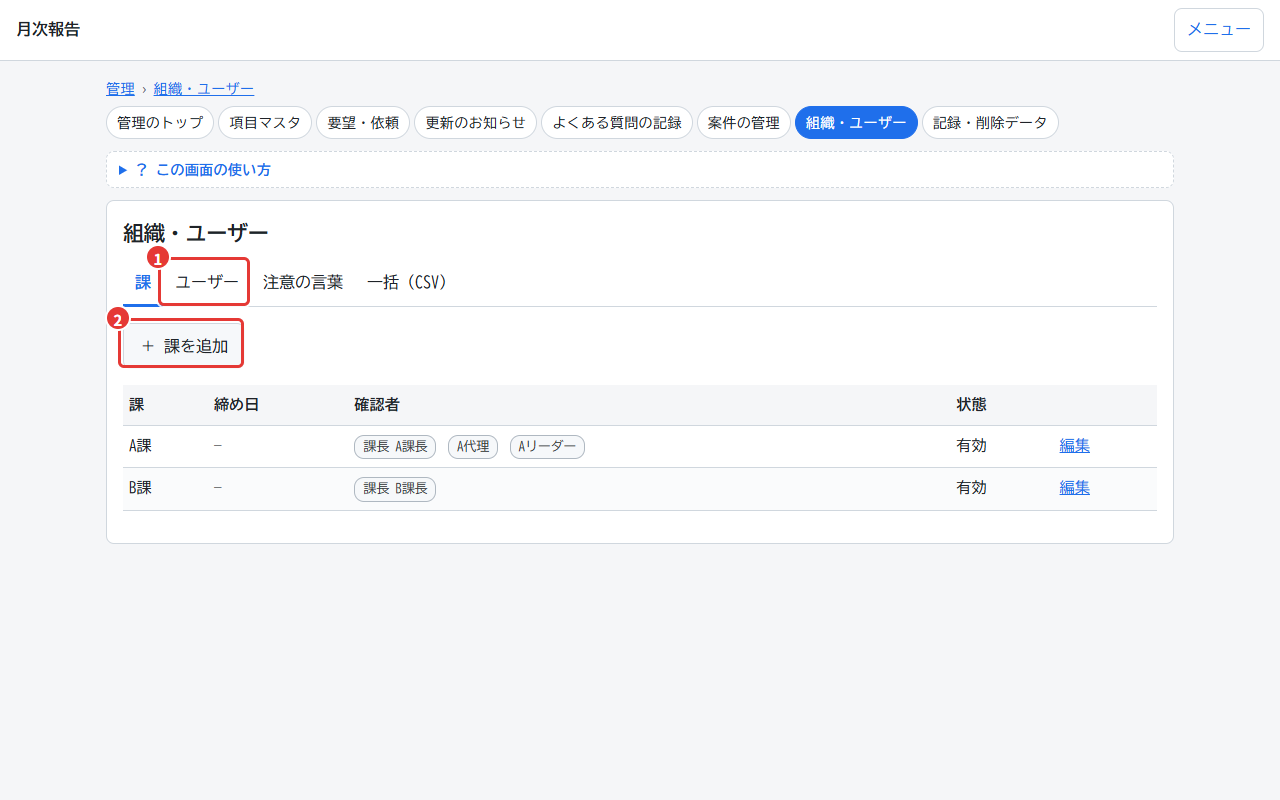 月次報告
メニュー
管理 › 組織・ユーザー
管理のトップ 項目マスタ 要望・依頼 更新のお知らせ よくある質問の記録 案件の管理 組織・ユーザー 記録・削除データ
▶ ? この画面の使い方
組織・ユーザー
1
課 ユーザー 注意の言葉 一括（CSV）
2
＋ 課を追加
課 締め日 確認者 状態
A課 — 課長 A課長 A代理 Aリーダー 有効 編集
B課 — 課長 B課長 有効 編集